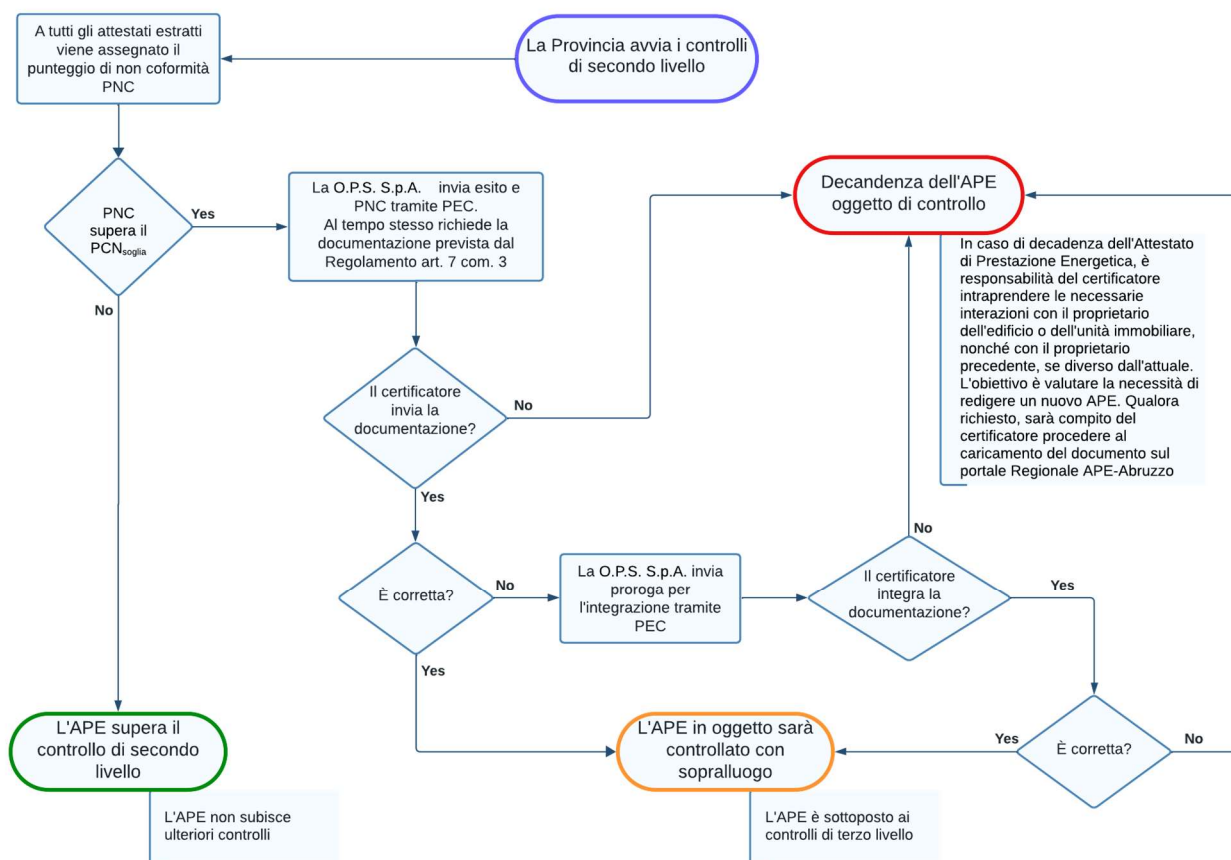 La Provincia avvia i controlli
di secondo livello
A tutti gli attestati estratti
viene assegnato il
punteggio di non coformità
PNC
PNC
supera il
PCNsoglia
Yes
No
La O.P.S. S.p.A. invia esito e
PNC tramite PEC.
Al tempo stesso richiede la
documentazione prevista dal
Regolamento art. 7 com. 3
Decandenza dell'APE
oggetto di controllo
In caso di decadenza dell'Attestato
di Prestazione Energetica, è
responsabilità del certificatore
intraprendere le necessarie
interazioni con il proprietario
dell'edificio o dell'unità immobiliare,
nonché con il proprietario
precedente, se diverso dall'attuale.
L'obiettivo è valutare la necessità di
redigere un nuovo APE. Qualora
richiesto, sarà compito del
certificatore procedere al
caricamento del documento sul
portale Regionale APE-Abruzzo
Il certificatore
invia la
documentazione?
No
Yes
È corretta?
No
Yes
La O.P.S. S.p.A. invia
proroga per
l'integrazione tramite
PEC
Il certificatore
integra la
documentazione?
No
Yes
È corretta?
Yes
No
L'APE supera il
controllo di secondo
livello
L'APE non subisce
ulteriori controlli
L'APE in oggetto sarà
controllato con
sopralluogo
L'APE è sottoposto ai
controlli di terzo livello